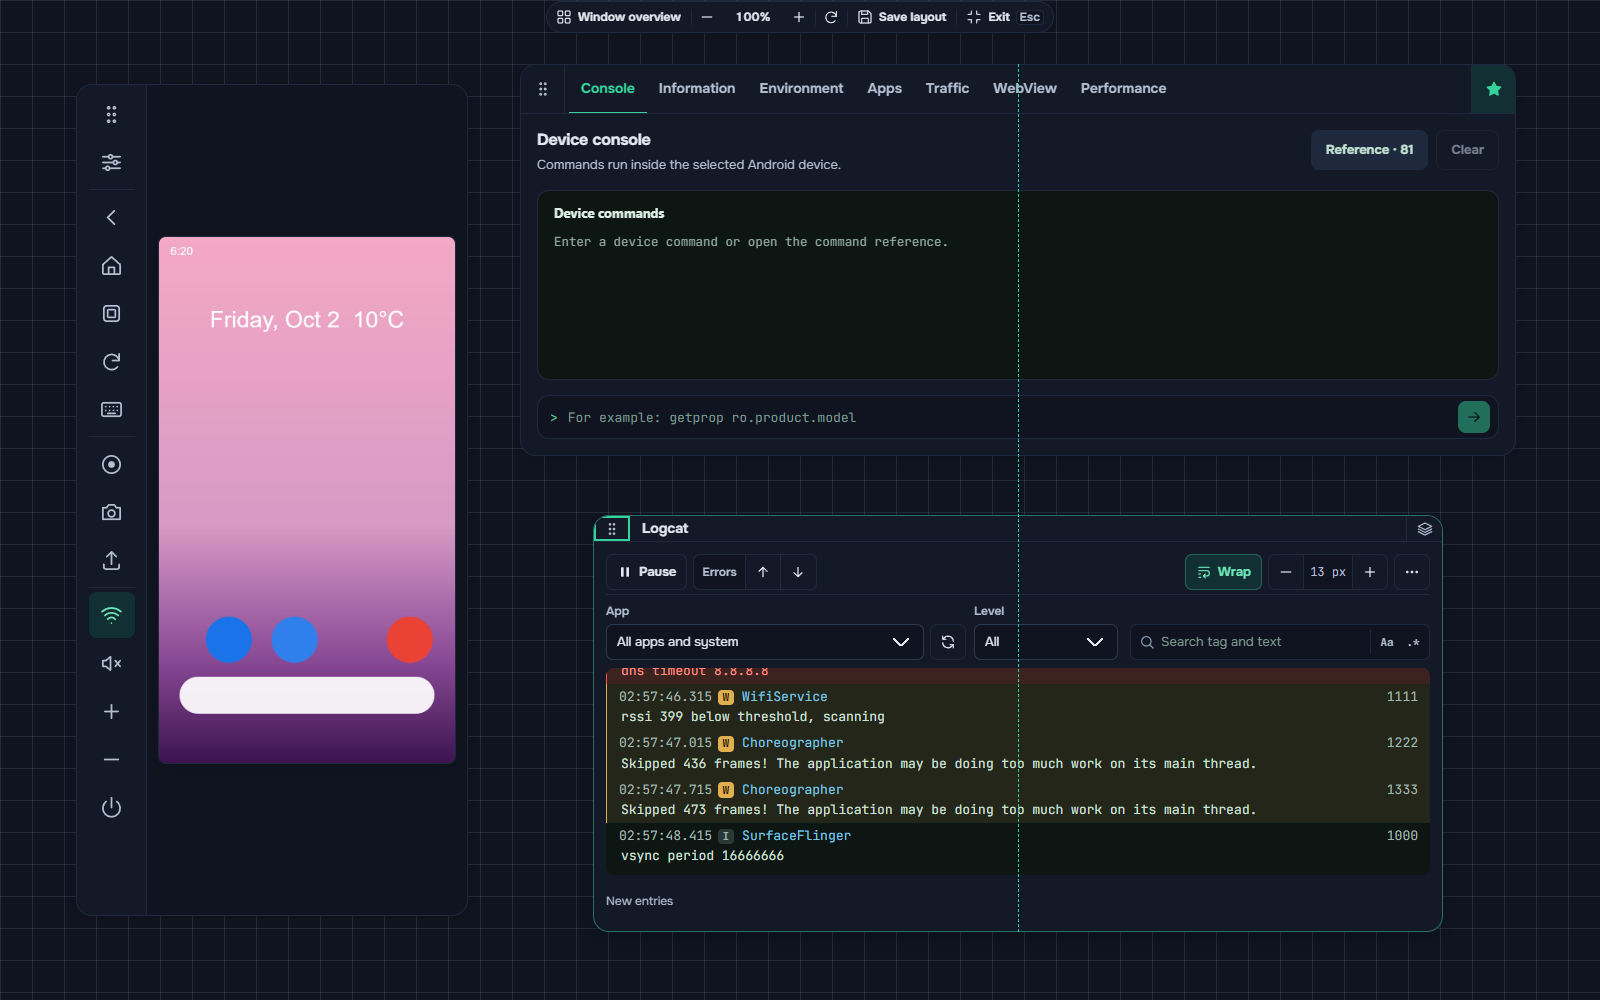 Window overview
100%
Save layout
Exit Esc
Console Information Environment Apps Traffic WebView Performance
Device console
Commands run inside the selected Android device.
Reference · 81
Clear
Device commands
Enter a device command or open the command reference.
> For example: getprop ro.product.model
6:20
Friday, Oct 2 10°C
Logcat
Pause
Errors
Wrap
13 px
App
Level
All apps and system
All
Search tag and text
Aa .*
dns timeout 8.8.8.8
02:57:46.315 W WifiService 1111
rssi 399 below threshold, scanning
02:57:47.015 W Choreographer 1222
Skipped 436 frames! The application may be doing too much work on its main thread.
02:57:47.715 W Choreographer 1333
Skipped 473 frames! The application may be doing too much work on its main thread.
02:57:48.415 I SurfaceFlinger 1000
vsync period 16666666
New entries